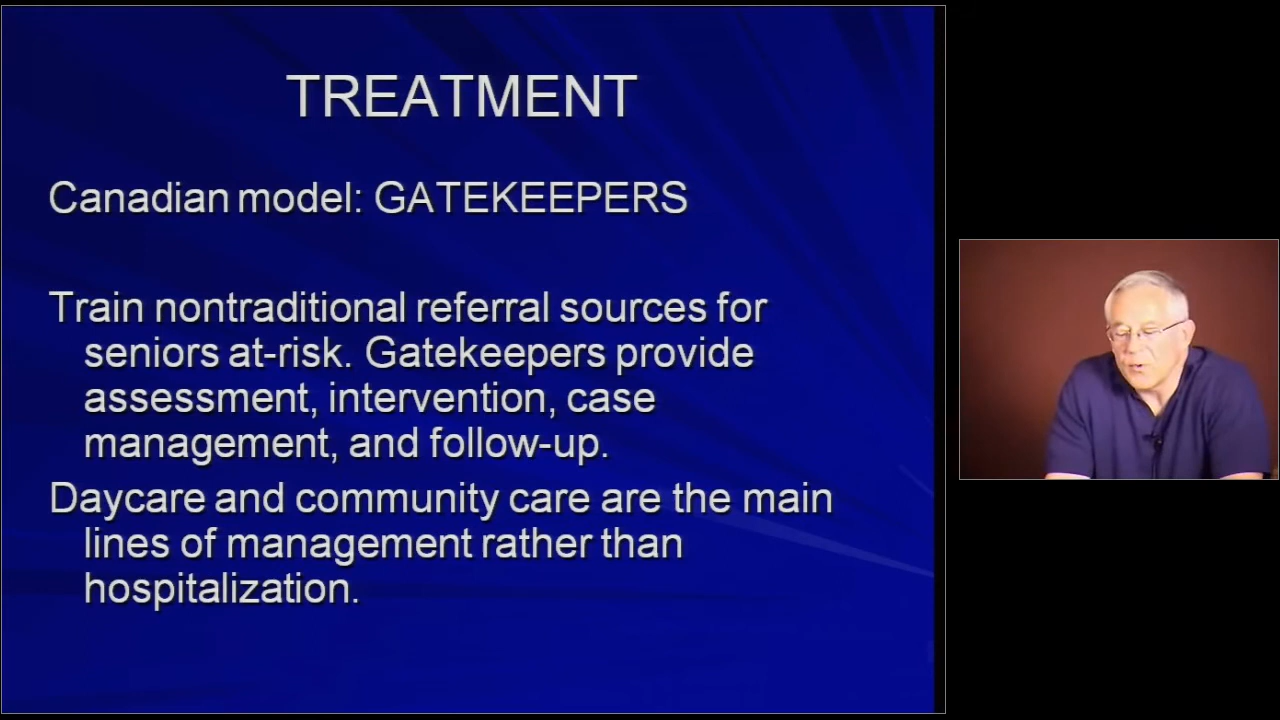 TREATMENT
Canadian model: GATEKEEPERS
Train nontraditional referral sources for
seniors at-risk. Gatekeepers provide
assessment, intervention, case
management, and follow-up.
Daycare and community care are the main
lines of management rather than
hospitalization.